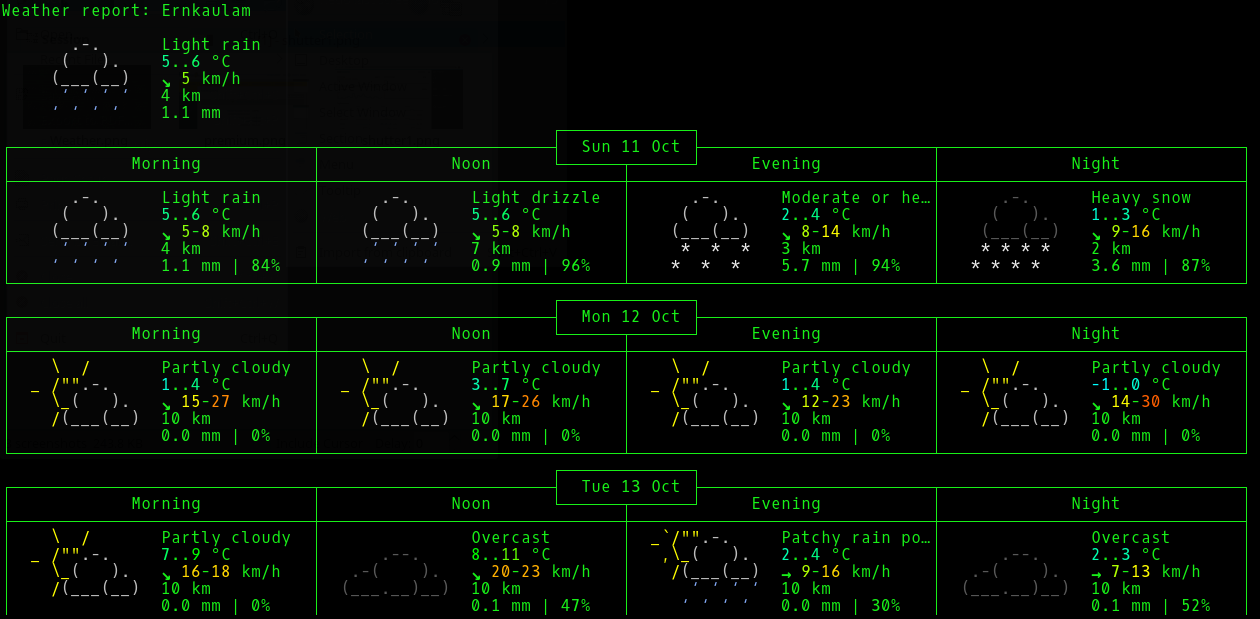 Weather report: Ernkaulam
Light rain
5..6 °C
↘ 5 km/h
4 km
1.1 mm
Sun 11 Oct
Morning Noon Evening Night
Light rain Light drizzle Moderate or he… Heavy snow
5..6 °C 5..6 °C 2..4 °C 1..3 °C
↘ 5-8 km/h ↘ 5-8 km/h ↘ 8-14 km/h ↘ 9-16 km/h
4 km 7 km 3 km 2 km
1.1 mm | 84% 0.9 mm | 96% 5.7 mm | 94% 3.6 mm | 87%
Mon 12 Oct
Morning Noon Evening Night
Partly cloudy Partly cloudy Partly cloudy Partly cloudy
1..4 °C 3..7 °C 1..4 °C -1..0 °C
↘ 15-27 km/h ↘ 17-26 km/h ↘ 12-23 km/h ↘ 14-30 km/h
10 km 10 km 10 km 10 km
0.0 mm | 0% 0.0 mm | 0% 0.0 mm | 0% 0.0 mm | 0%
Tue 13 Oct
Morning Noon Evening Night
Partly cloudy Overcast Patchy rain po… Overcast
7..9 °C 8..11 °C 2..4 °C 2..3 °C
↘ 16-18 km/h ↘ 20-23 km/h → 9-16 km/h → 7-13 km/h
10 km 10 km 10 km 10 km
0.0 mm | 0% 0.1 mm | 47% 0.0 mm | 30% 0.1 mm | 52%